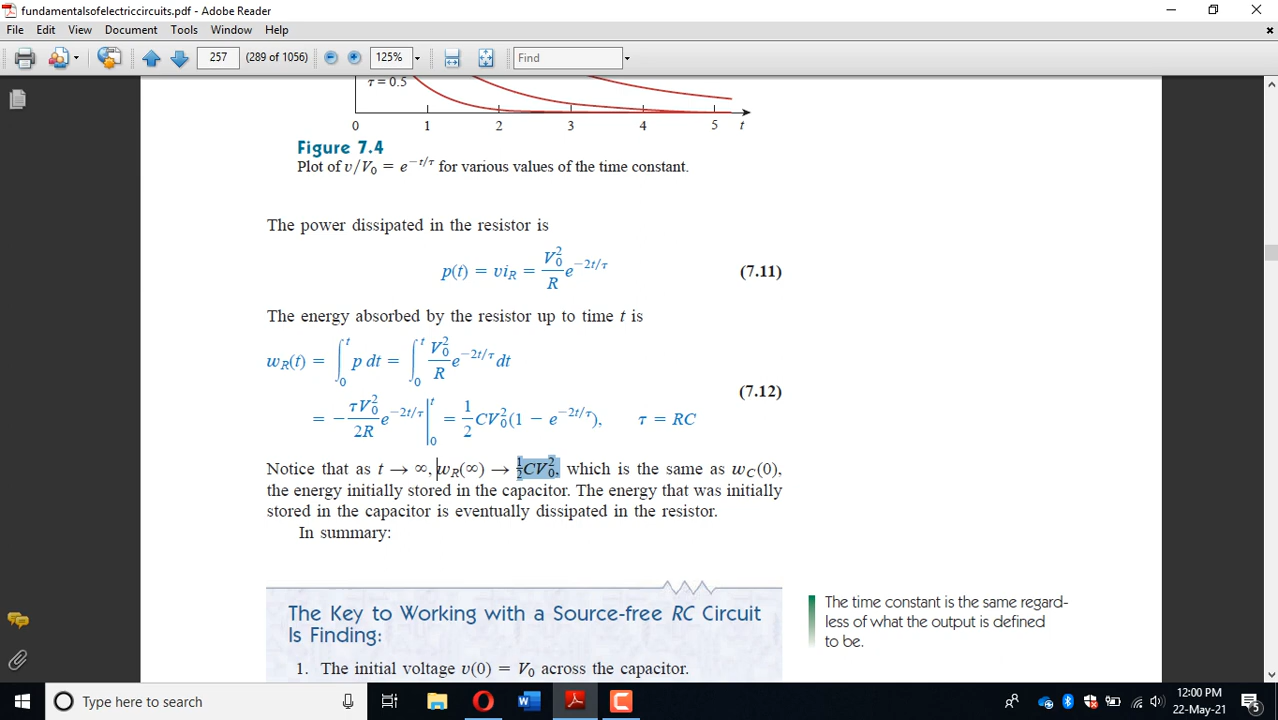 fundamentalsofelectriccircuits.pdf - Adobe Reader
File Edit View Document Tools Window Help
257 (289 of 1056) 125% Find
τ = 0.5
0 1 2 3 4 5 t
Figure 7.4
Plot of v/V₀ = e^(−t/τ) for various values of the time constant.
The power dissipated in the resistor is
p(t) = vi_R = (V₀²/R) e^(−2t/τ) (7.11)
The energy absorbed by the resistor up to time t is
w_R(t) = ∫₀ᵗ p dt = ∫₀ᵗ (V₀²/R) e^(−2t/τ) dt
(7.12)
= −(τV₀²/2R) e^(−2t/τ) |₀ᵗ = ½CV₀²(1 − e^(−2t/τ)), τ = RC
Notice that as t → ∞, w_R(∞) → ½CV₀², which is the same as w_C(0),
the energy initially stored in the capacitor. The energy that was initially
stored in the capacitor is eventually dissipated in the resistor.
In summary:
The Key to Working with a Source-free RC Circuit
Is Finding:
1. The initial voltage v(0) = V₀ across the capacitor.
The time constant is the same regard-
less of what the output is defined
to be.
Type here to search
12:00 PM
22-May-21
5